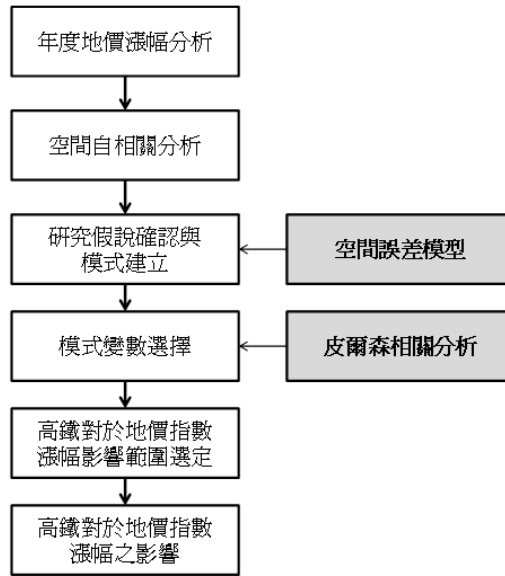 年度地價漲幅分析
空間自相關分析
研究假說確認與
模式建立
空間誤差模型
模式變數選擇
皮爾森相關分析
高鐵對於地價指數
漲幅影響範圍選定
高鐵對於地價指數
漲幅之影響